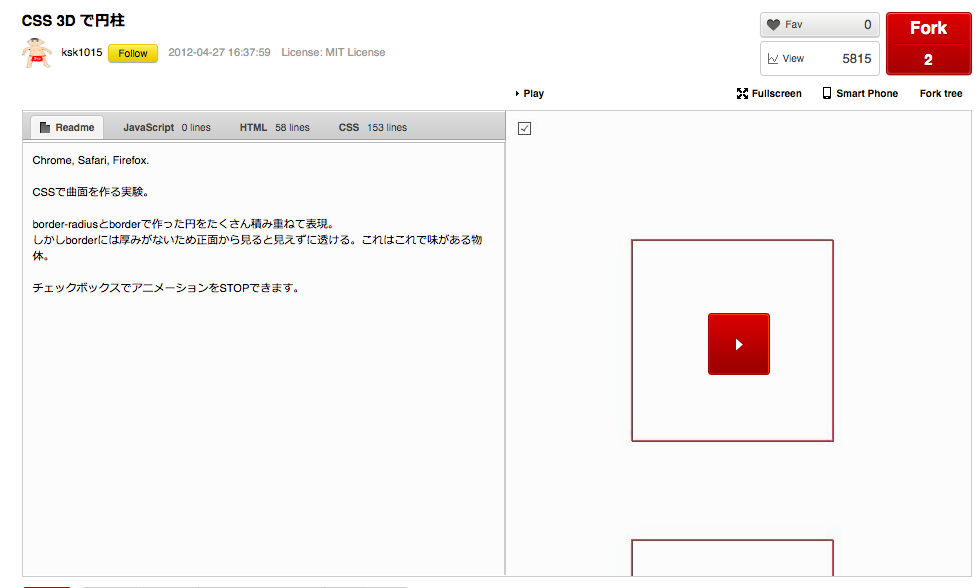 CSS 3D で円柱
ksk1015 Follow 2012-04-27 16:37:59 License: MIT License
Fav 0
View 5815
Fork
2
Play
Fullscreen Smart Phone Fork tree
Readme JavaScript 0 lines HTML 58 lines CSS 153 lines
Chrome, Safari, Firefox.
CSSで曲面を作る実験。
border-radiusとborderで作った円をたくさん積み重ねて表現。
しかしborderには厚みがないため正面から見ると見えずに透ける。これはこれで味がある物
体。
チェックボックスでアニメーションをSTOPできます。